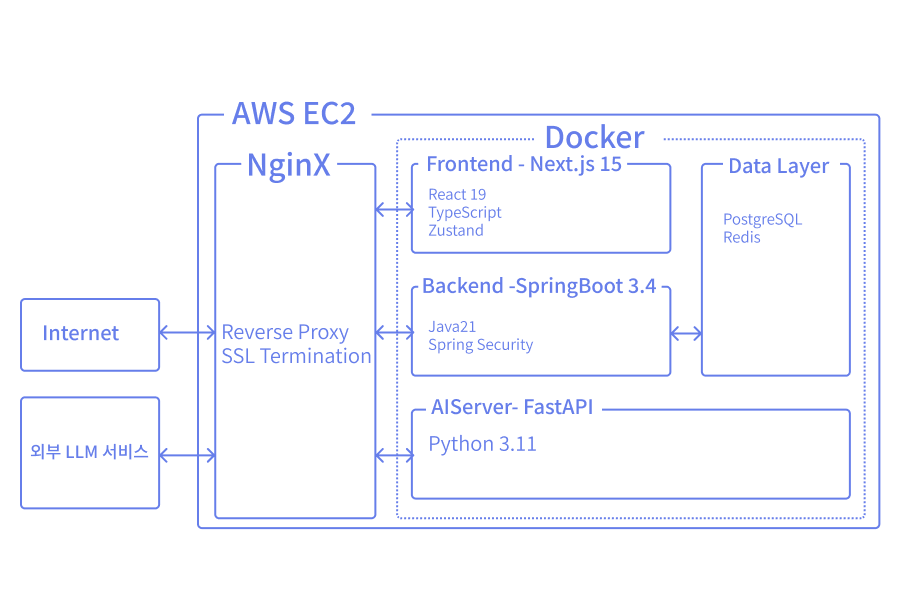 AWS EC2
Docker
NginX
Frontend - Next.js 15
Data Layer
React 19
TypeScript
Zustand
PostgreSQL
Redis
Backend -SpringBoot 3.4
Internet
Reverse Proxy
SSL Termination
Java21
Spring Security
AIServer- FastAPI
Python 3.11
외부 LLM 서비스